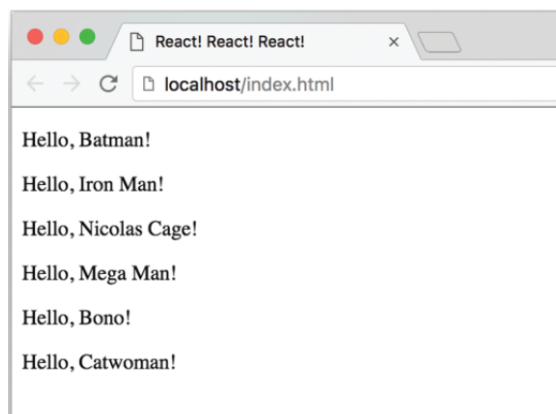 React! React! React!
localhost/index.html
Hello, Batman!
Hello, Iron Man!
Hello, Nicolas Cage!
Hello, Mega Man!
Hello, Bono!
Hello, Catwoman!